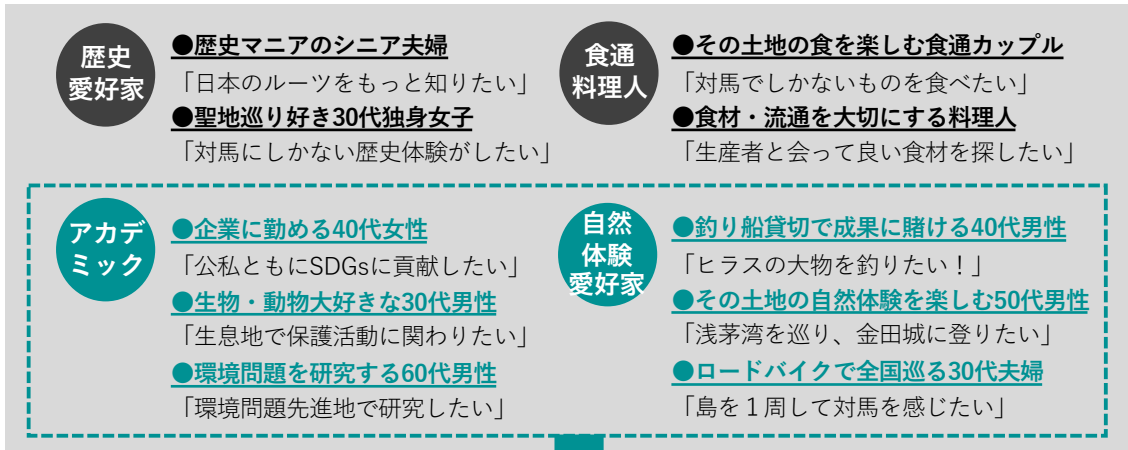 歴史
愛好家
●歴史マニアのシニア夫婦
「日本のルーツをもっと知りたい」
●聖地巡り好き30代独身女子
「対馬にしかない歴史体験がしたい」
食通
料理人
●その土地の食を楽しむ食通カップル
「対馬でしかないものを食べたい」
●食材・流通を大切にする料理人
「生産者と会って良い食材を探したい」
アカデ
ミック
●企業に勤める40代女性
「公私ともにSDGsに貢献したい」
●生物・動物大好きな30代男性
「生息地で保護活動に関わりたい」
●環境問題を研究する60代男性
「環境問題先進地で研究したい」
自然
体験
愛好家
●釣り船貸切で成果に賭ける40代男性
「ヒラスの大物を釣りたい！」
●その土地の自然体験を楽しむ50代男性
「浅茅湾を巡り、金田城に登りたい」
●ロードバイクで全国巡る30代夫婦
「島を１周して対馬を感じたい」